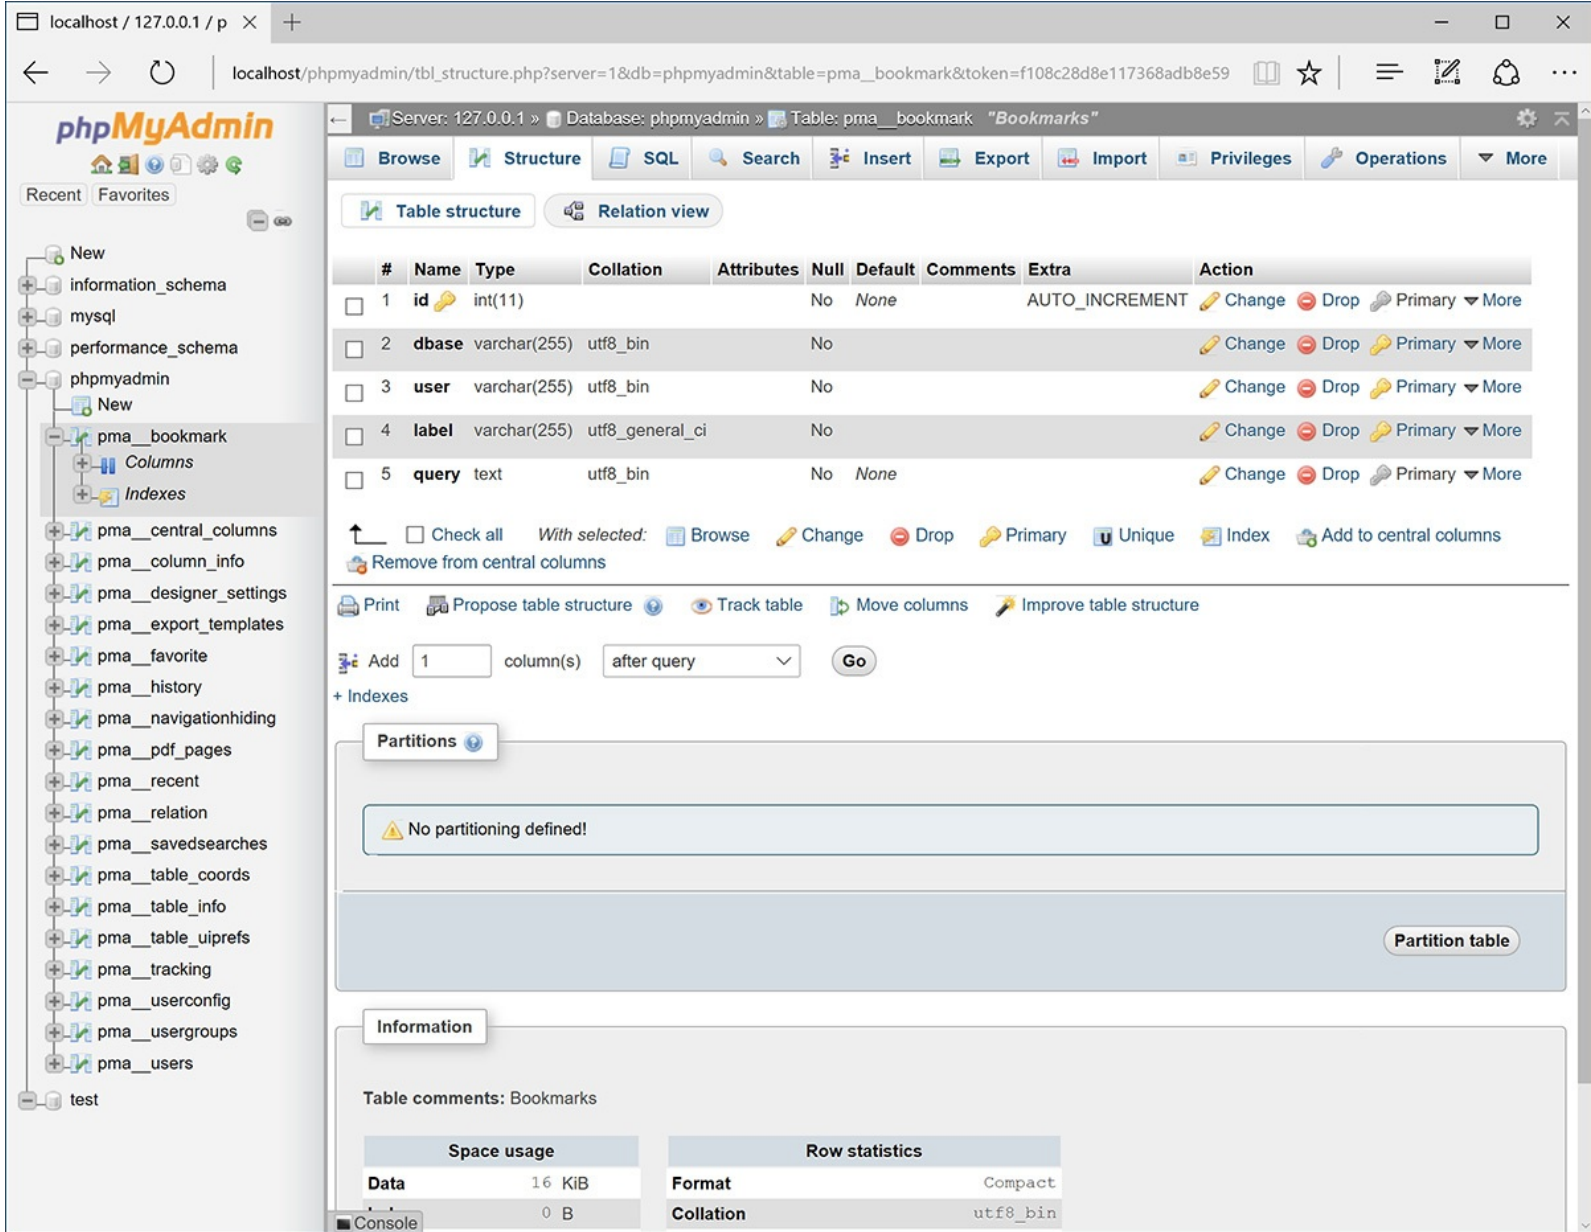 localhost / 127.0.0.1 / p
localhost/phpmyadmin/tbl_structure.php?server=1&db=phpmyadmin&table=pma__bookmark&token=f108c28d8e117368adb8e59
phpMyAdmin
Recent Favorites
New
information_schema
mysql
performance_schema
phpmyadmin
New
pma__bookmark
Columns
Indexes
pma__central_columns
pma__column_info
pma__designer_settings
pma__export_templates
pma__favorite
pma__history
pma__navigationhiding
pma__pdf_pages
pma__recent
pma__relation
pma__savedsearches
pma__table_coords
pma__table_info
pma__table_uiprefs
pma__tracking
pma__userconfig
pma__usergroups
pma__users
test
Server: 127.0.0.1 » Database: phpmyadmin » Table: pma__bookmark "Bookmarks"
Browse Structure SQL Search Insert Export Import Privileges Operations More
Table structure Relation view
# Name Type Collation Attributes Null Default Comments Extra Action
1 id int(11) No None AUTO_INCREMENT Change Drop Primary More
2 dbase varchar(255) utf8_bin No Change Drop Primary More
3 user varchar(255) utf8_bin No Change Drop Primary More
4 label varchar(255) utf8_general_ci No Change Drop Primary More
5 query text utf8_bin No None Change Drop Primary More
Check all With selected: Browse Change Drop Primary Unique Index Add to central columns
Remove from central columns
Print Propose table structure Track table Move columns Improve table structure
Add 1 column(s) after query Go
+ Indexes
Partitions
No partitioning defined!
Partition table
Information
Table comments: Bookmarks
Space usage
Data 16 KiB
0 B
Row statistics
Format Compact
Collation utf8_bin
Console